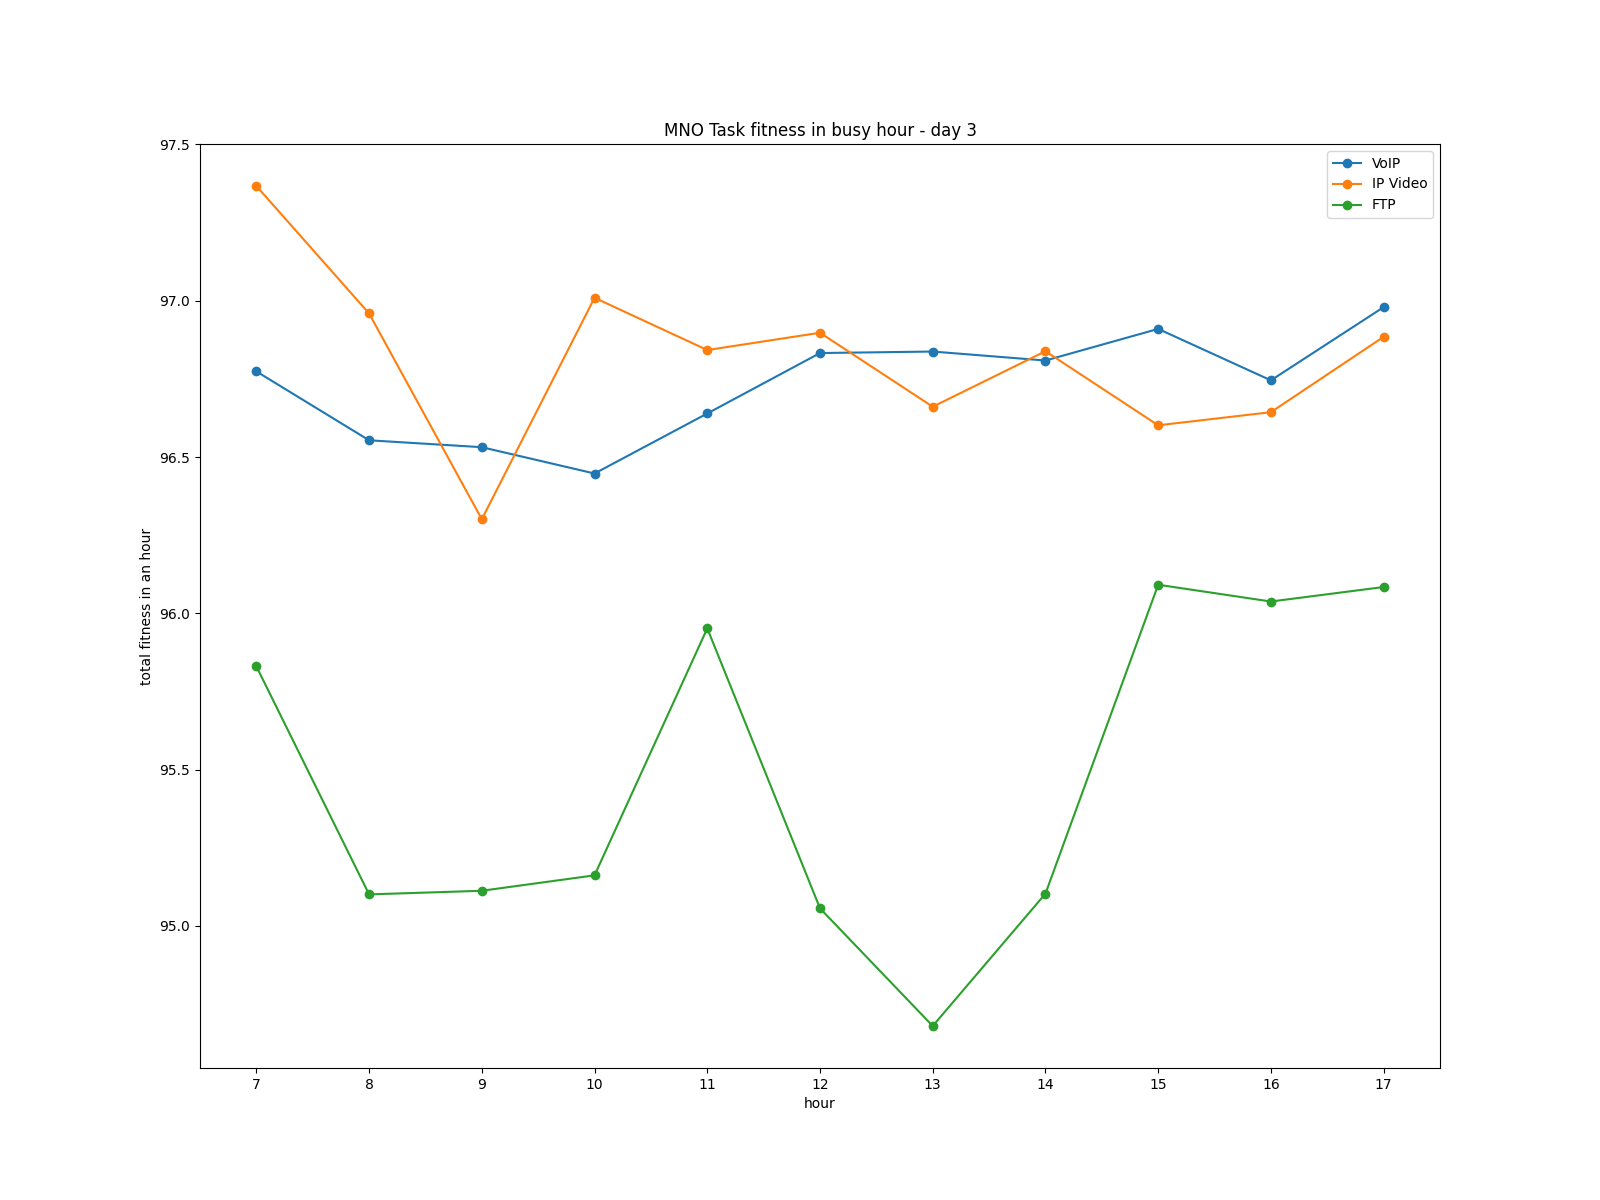 MNO Task fitness in busy hour - day 3
97.5
97.0
96.5
96.0
95.5
95.0
total fitness in an hour
VoIP
IP Video
FTP
7 8 9 10 11 12 13 14 15 16 17
hour